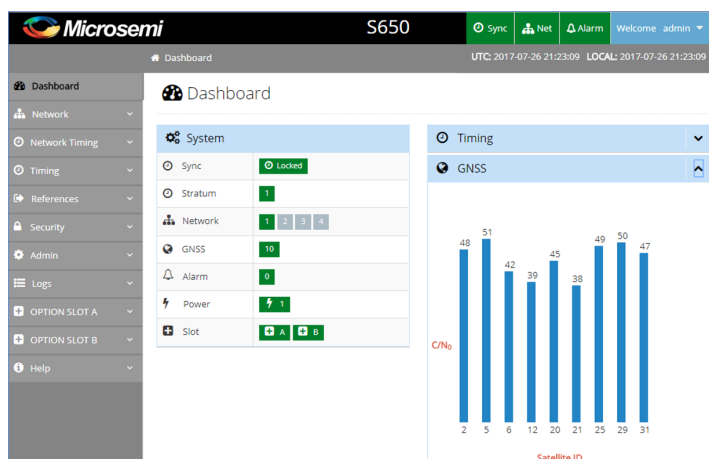 Microsemi
S650
Sync Net Alarm Welcome admin
Dashboard
UTC: 2017-07-26 21:23:09 LOCAL: 2017-07-26 21:23:09
Dashboard
Network
Network Timing
Timing
References
Security
Admin
Logs
OPTION SLOT A
OPTION SLOT B
Help
Dashboard
System
Sync Locked
Stratum 1
Network 1 2 3 4
GNSS 10
Alarm 0
Power 1
Slot A B
Timing
GNSS
48 51 42 39 45 38 49 50 47
C/N₀
2 5 6 12 20 21 25 29 31
Satellite ID